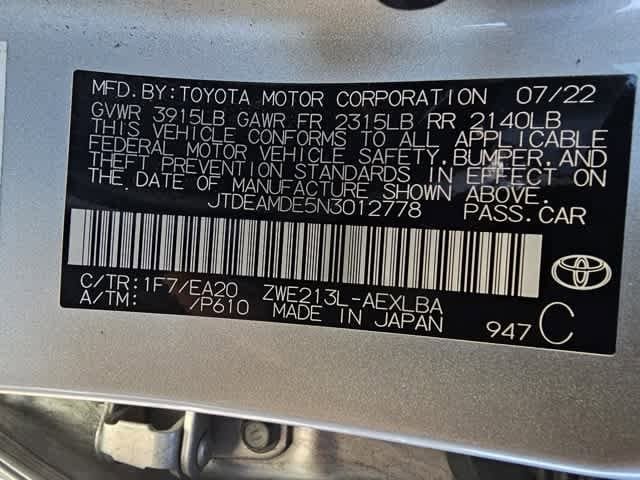 MFD.BY:TOYOTA MOTOR CORPORATION 07/22
GVWR 3915LB GAWR FR 2315LB RR 2140LB
THIS VEHICLE CONFORMS TO ALL APPLICABLE
FEDERAL MOTOR VEHICLE SAFETY,BUMPER,AND
THEFT PREVENTION STANDARDS IN EFFECT ON
THE DATE OF MANUFACTURE SHOWN ABOVE.
JTDEAMDE5N3012778 PASS.CAR
C/TR:1F7/EA20 ZWE213L-AEXLBA
A/TM: /P610 MADE IN JAPAN 947 C